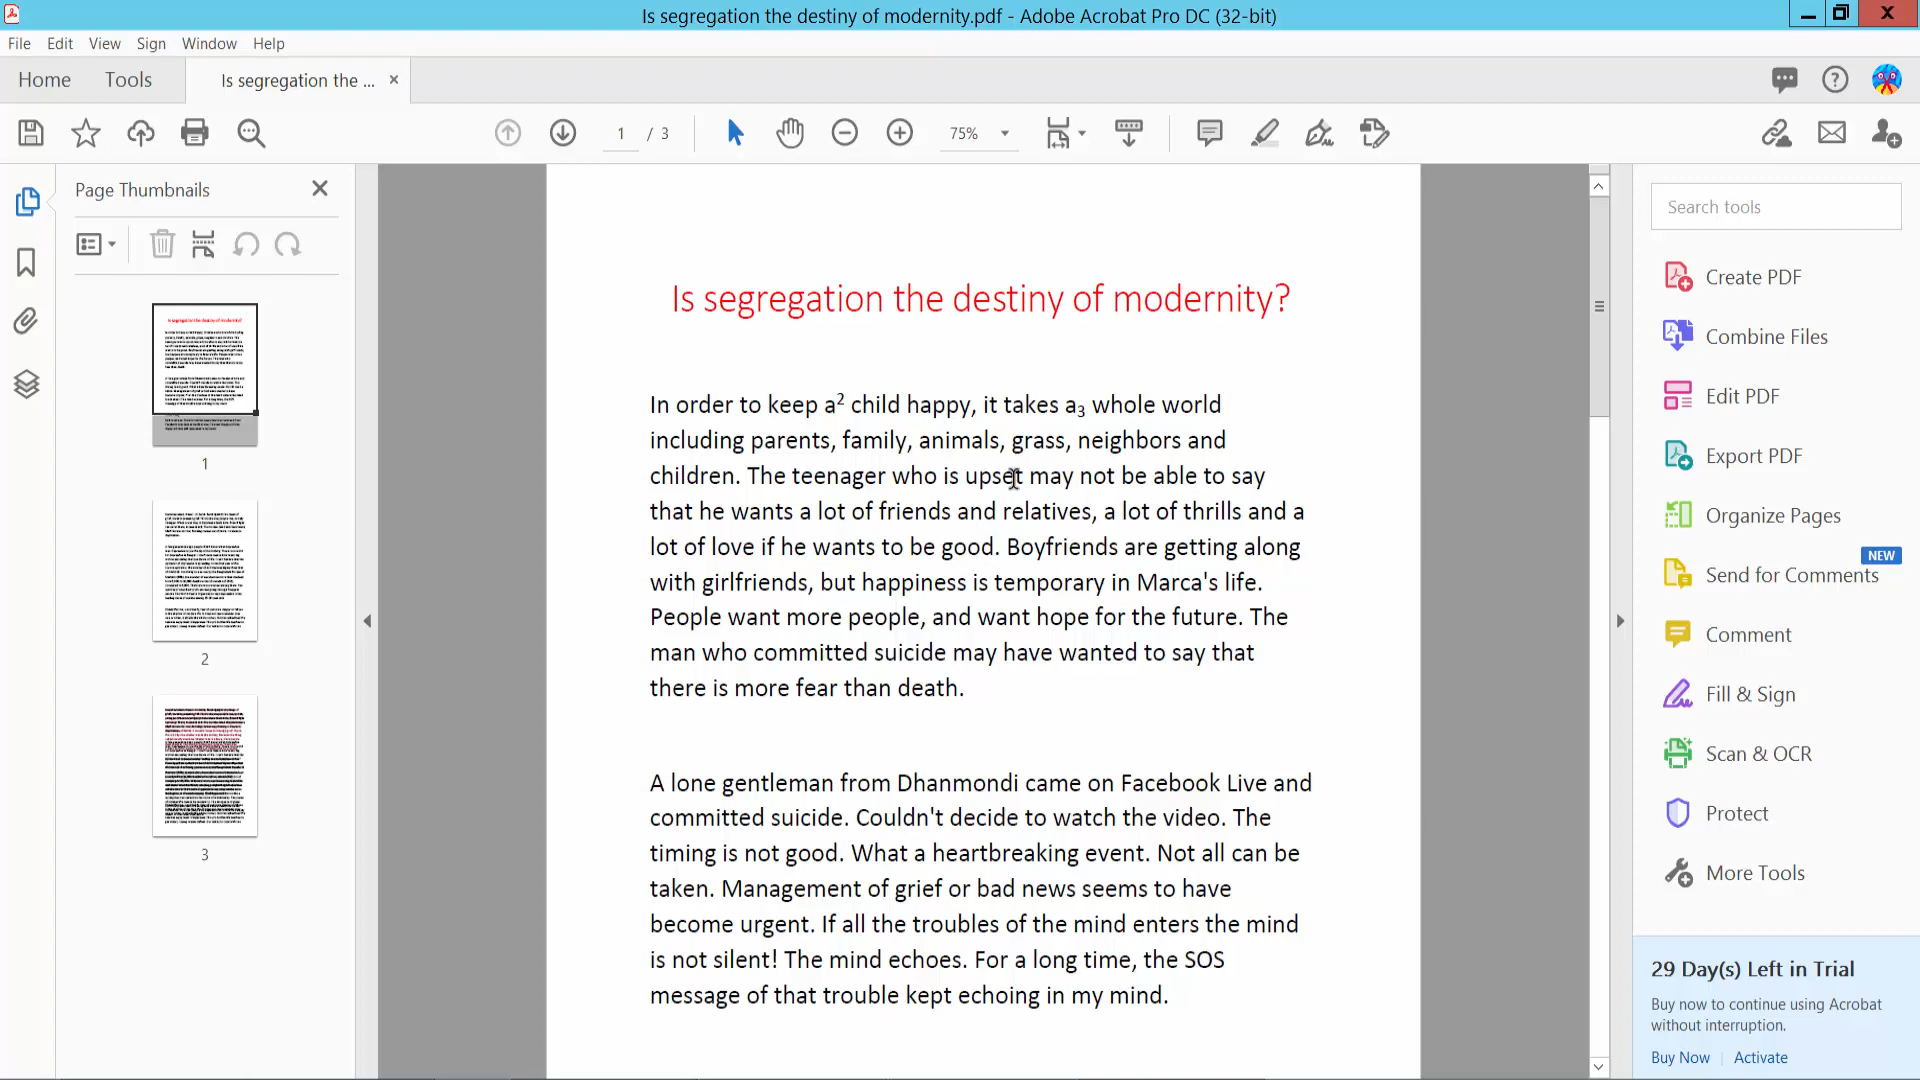 Is segregation the destiny of modernity.pdf - Adobe Acrobat Pro DC (32-bit)
File Edit View Sign Window Help
Home Tools Is segregation the ... ×
1 / 3 75%
Page Thumbnails
1
2
3
Is segregation the destiny of modernity?
In order to keep a² child happy, it takes a₃ whole world
including parents, family, animals, grass, neighbors and
children. The teenager who is upset may not be able to say
that he wants a lot of friends and relatives, a lot of thrills and a
lot of love if he wants to be good. Boyfriends are getting along
with girlfriends, but happiness is temporary in Marca's life.
People want more people, and want hope for the future. The
man who committed suicide may have wanted to say that
there is more fear than death.
A lone gentleman from Dhanmondi came on Facebook Live and
committed suicide. Couldn't decide to watch the video. The
timing is not good. What a heartbreaking event. Not all can be
taken. Management of grief or bad news seems to have
become urgent. If all the troubles of the mind enters the mind
is not silent! The mind echoes. For a long time, the SOS
message of that trouble kept echoing in my mind.
Search tools
Create PDF
Combine Files
Edit PDF
Export PDF
Organize Pages
NEW
Send for Comments
Comment
Fill & Sign
Scan & OCR
Protect
More Tools
29 Day(s) Left in Trial
Buy now to continue using Acrobat
without interruption.
Buy Now | Activate